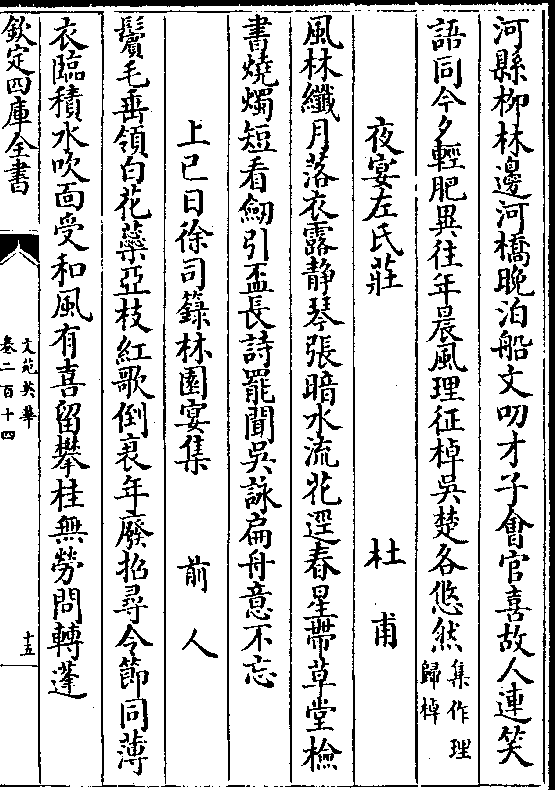 河縣柳林邊河橋晚泊船文叨才子會官喜故人連笑
語同今夕輕肥異往年晨風理征棹吳楚各悠然集作理歸棹
夜宴左氏莊 杜甫
風林纖月落衣露靜琴張暗水流花逕春星帶草堂檢
書燒燭短看劒引盃長詩罷聞吳詠扁舟意不忘
上巳日徐司錄林園宴集 前人
鬢毛垂領白花蘂亞枝紅欹倒衰年廢招尋令節同薄
衣臨積水吹面受和風有喜留攀桂無勞問轉蓬
欽定四庫全書
文苑英華
卷二百十四
十五